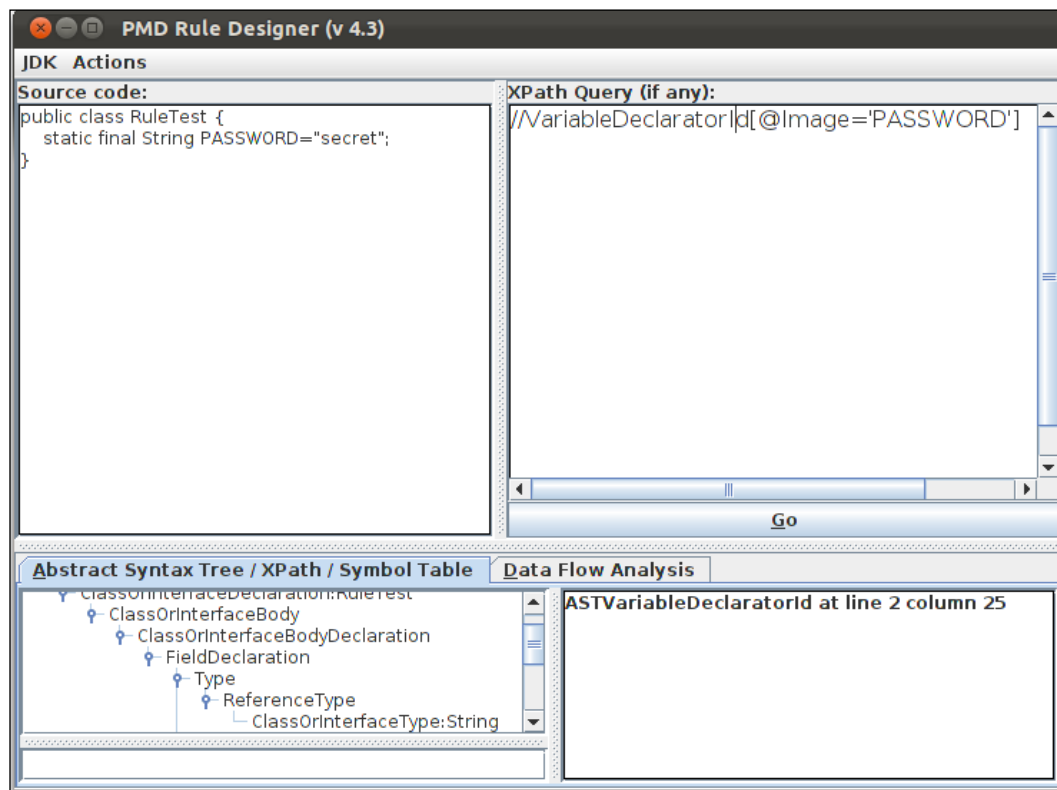 PMD Rule Designer (v 4.3)
JDK Actions
Source code:
public class RuleTest {
static final String PASSWORD="secret";
}
XPath Query (if any):
//VariableDeclaratorId[@Image='PASSWORD']
Go
Abstract Syntax Tree / XPath / Symbol Table
Data Flow Analysis
ClassOrInterfaceDeclaration:RuleTest
ClassOrInterfaceBody
ClassOrInterfaceBodyDeclaration
FieldDeclaration
Type
ReferenceType
ClassOrInterfaceType:String
ASTVariableDeclaratorId at line 2 column 25